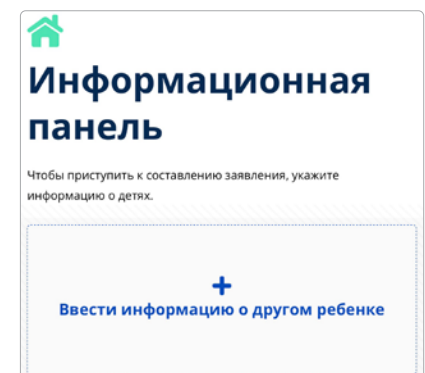 Информационная
панель
Чтобы приступить к составлению заявления, укажите
информацию о детях.
Ввести информацию о другом ребенке